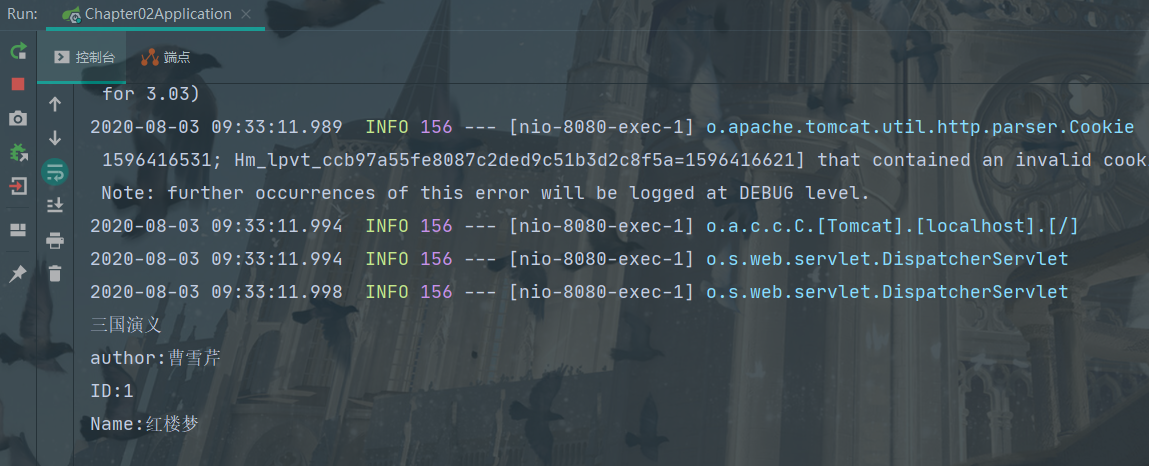 Run: Chapter02Application
控制台 端点
for 3.03)
2020-08-03 09:33:11.989  INFO 156 --- [nio-8080-exec-1] o.apache.tomcat.util.http.parser.Cookie
1596416531; Hm_lpvt_ccb97a55fe8087c2ded9c51b3d2c8f5a=1596416621] that contained an invalid cook
Note: further occurrences of this error will be logged at DEBUG level.
2020-08-03 09:33:11.994  INFO 156 --- [nio-8080-exec-1] o.a.c.c.C.[Tomcat].[localhost].[/]
2020-08-03 09:33:11.994  INFO 156 --- [nio-8080-exec-1] o.s.web.servlet.DispatcherServlet
2020-08-03 09:33:11.998  INFO 156 --- [nio-8080-exec-1] o.s.web.servlet.DispatcherServlet
三国演义
author:曹雪芹
ID:1
Name:红楼梦